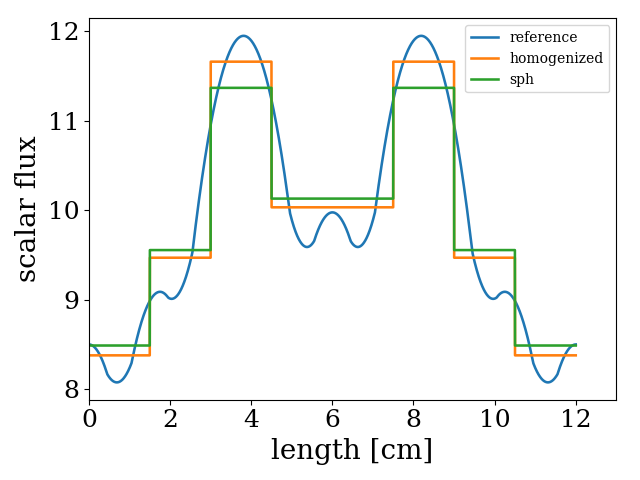 reference
homogenized
sph
scalar flux
12
11
10
9
8
0 2 4 6 8 10 12
length [cm]